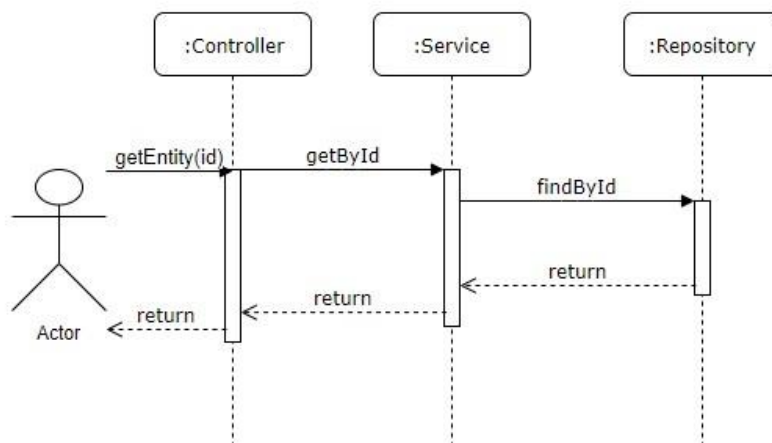 :Controller
:Service
:Repository
getEntity(id)
getById
findById
return
return
return
Actor